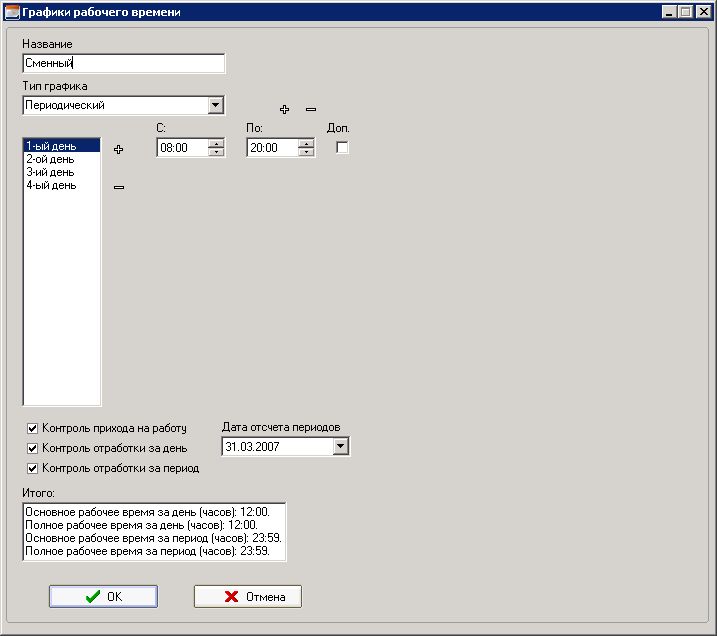 Графики рабочего времени
Название
Сменный
Тип графика
Периодический
С: По: Доп.
08:00 20:00
1-ый день
2-ой день
3-ий день
4-ый день
Контроль прихода на работу
Контроль отработки за день
Контроль отработки за период
Дата отсчета периодов
31.03.2007
Итого:
Основное рабочее время за день (часов): 12:00.
Полное рабочее время за день (часов): 12:00.
Основное рабочее время за период (часов): 23:59.
Полное рабочее время за период (часов): 23:59.
OK Отмена